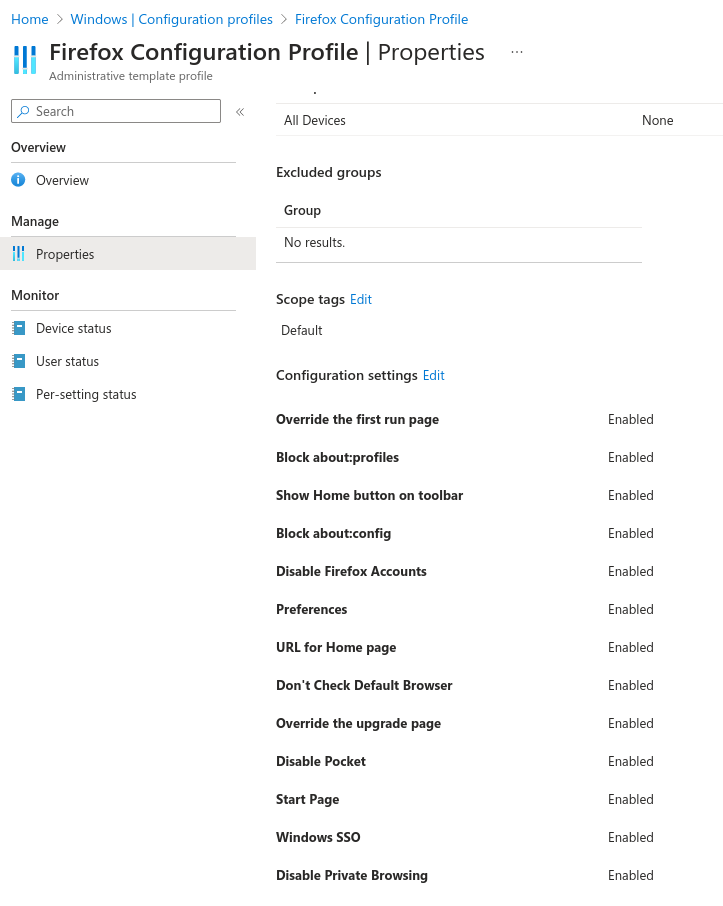 Home > Windows | Configuration profiles > Firefox Configuration Profile
Firefox Configuration Profile | Properties ...
Administrative template profile
Search «
Overview
Overview
Manage
Properties
Monitor
Device status
User status
Per-setting status
All Devices None
Excluded groups
Group
No results.
Scope tags Edit
Default
Configuration settings Edit
Override the first run page Enabled
Block about:profiles Enabled
Show Home button on toolbar Enabled
Block about:config Enabled
Disable Firefox Accounts Enabled
Preferences Enabled
URL for Home page Enabled
Don't Check Default Browser Enabled
Override the upgrade page Enabled
Disable Pocket Enabled
Start Page Enabled
Windows SSO Enabled
Disable Private Browsing Enabled